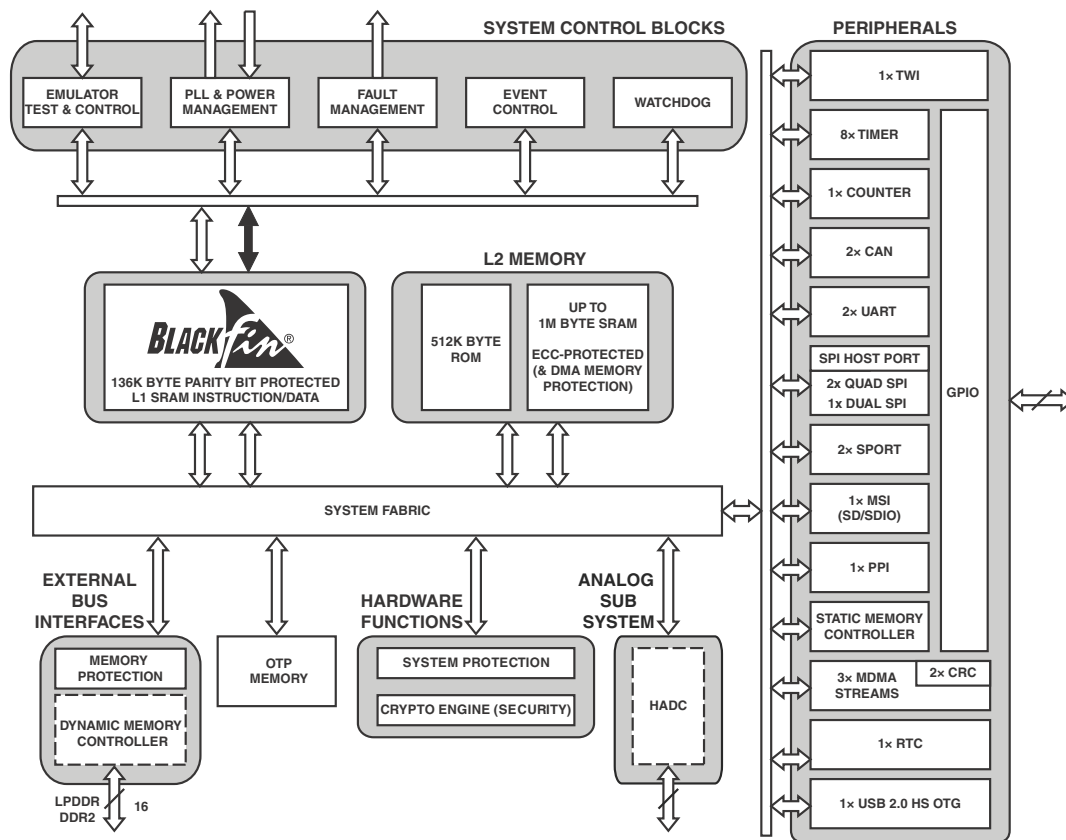 SYSTEM CONTROL BLOCKS
EMULATOR
TEST & CONTROL
PLL & POWER
MANAGEMENT
FAULT
MANAGEMENT
EVENT
CONTROL
WATCHDOG
BLACKfin®
136K BYTE PARITY BIT PROTECTED
L1 SRAM INSTRUCTION/DATA
L2 MEMORY
512K BYTE
ROM
UP TO
1M BYTE SRAM
ECC-PROTECTED
(& DMA MEMORY
PROTECTION)
SYSTEM FABRIC
EXTERNAL
BUS
INTERFACES
MEMORY
PROTECTION
DYNAMIC MEMORY
CONTROLLER
LPDDR
DDR2
16
OTP
MEMORY
HARDWARE
FUNCTIONS
SYSTEM PROTECTION
CRYPTO ENGINE (SECURITY)
ANALOG
SUB
SYSTEM
HADC
PERIPHERALS
1× TWI
8× TIMER
1× COUNTER
2× CAN
2× UART
SPI HOST PORT
2x QUAD SPI
1x DUAL SPI
2× SPORT
1× MSI
(SD/SDIO)
1× PPI
STATIC MEMORY
CONTROLLER
3× MDMA
STREAMS
2× CRC
1× RTC
1× USB 2.0 HS OTG
GPIO